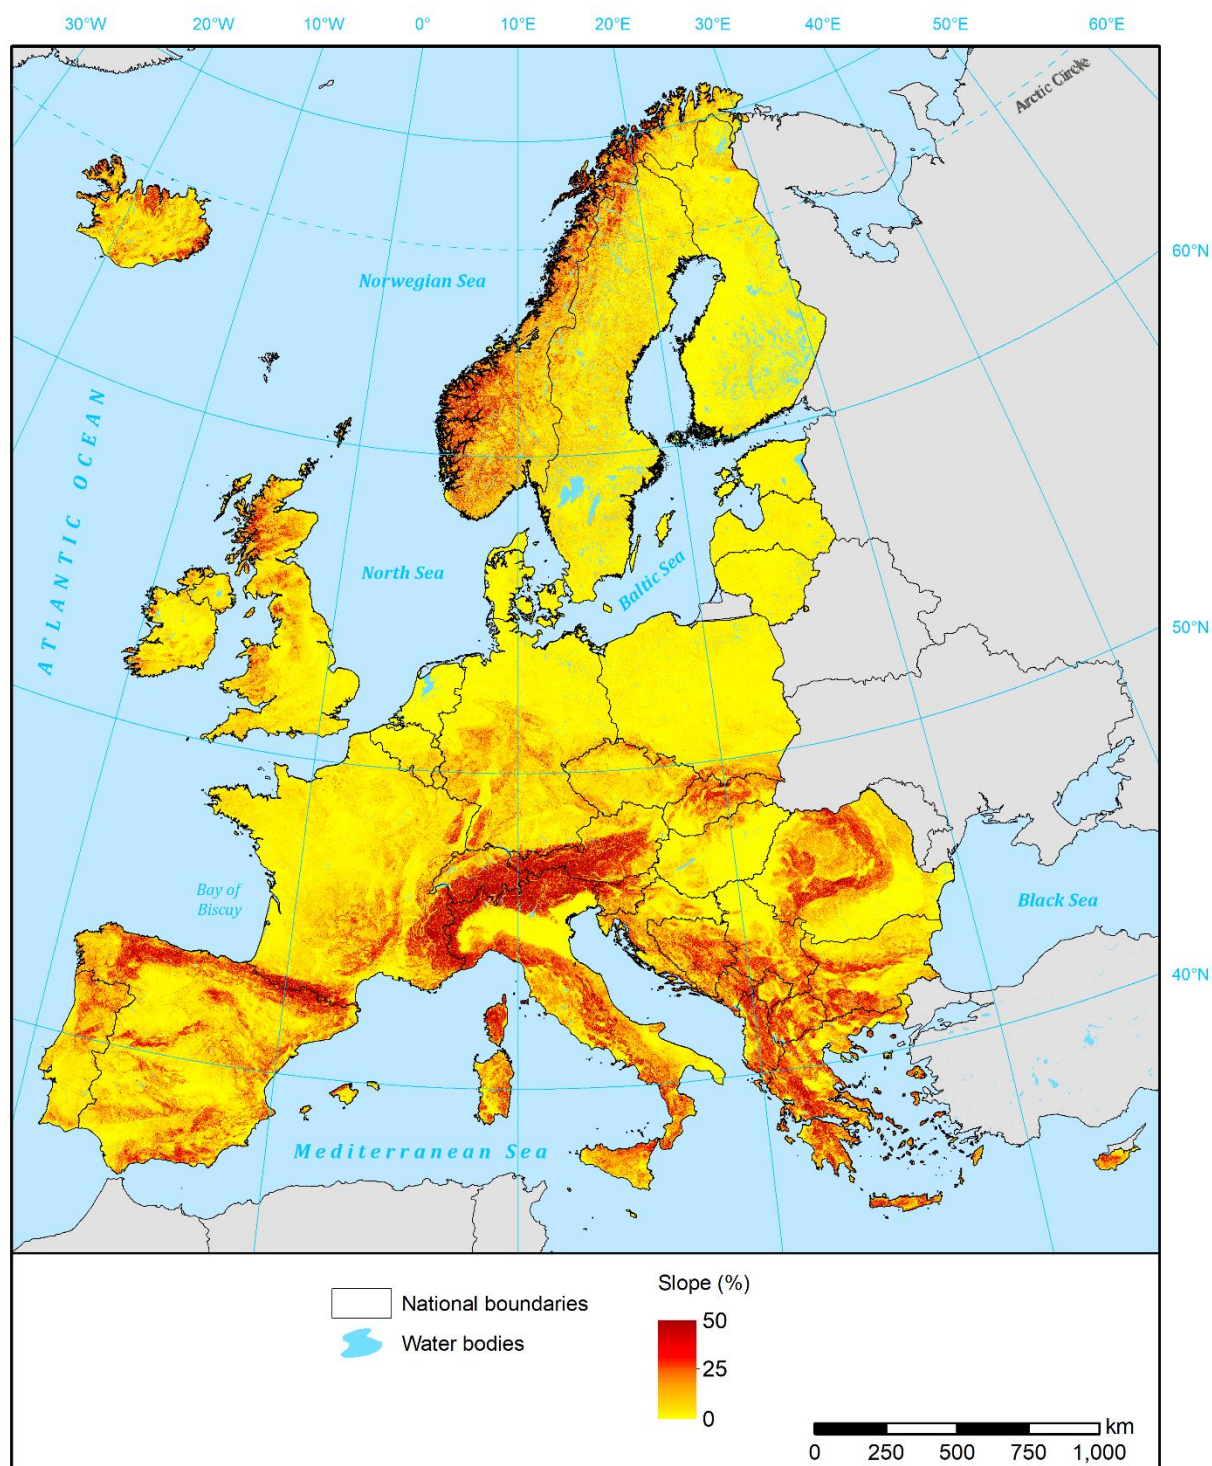 30°W 20°W 10°W 0° 10°E 20°E 30°E 40°E 50°E 60°E
Arctic Circle
60°N
Norwegian Sea
ATLANTIC OCEAN
North Sea
Baltic Sea
50°N
Bay of
Biscay
Black Sea
40°N
Mediterranean Sea
Slope (%)
National boundaries
Water bodies
50
25
0
km
0 250 500 750 1,000